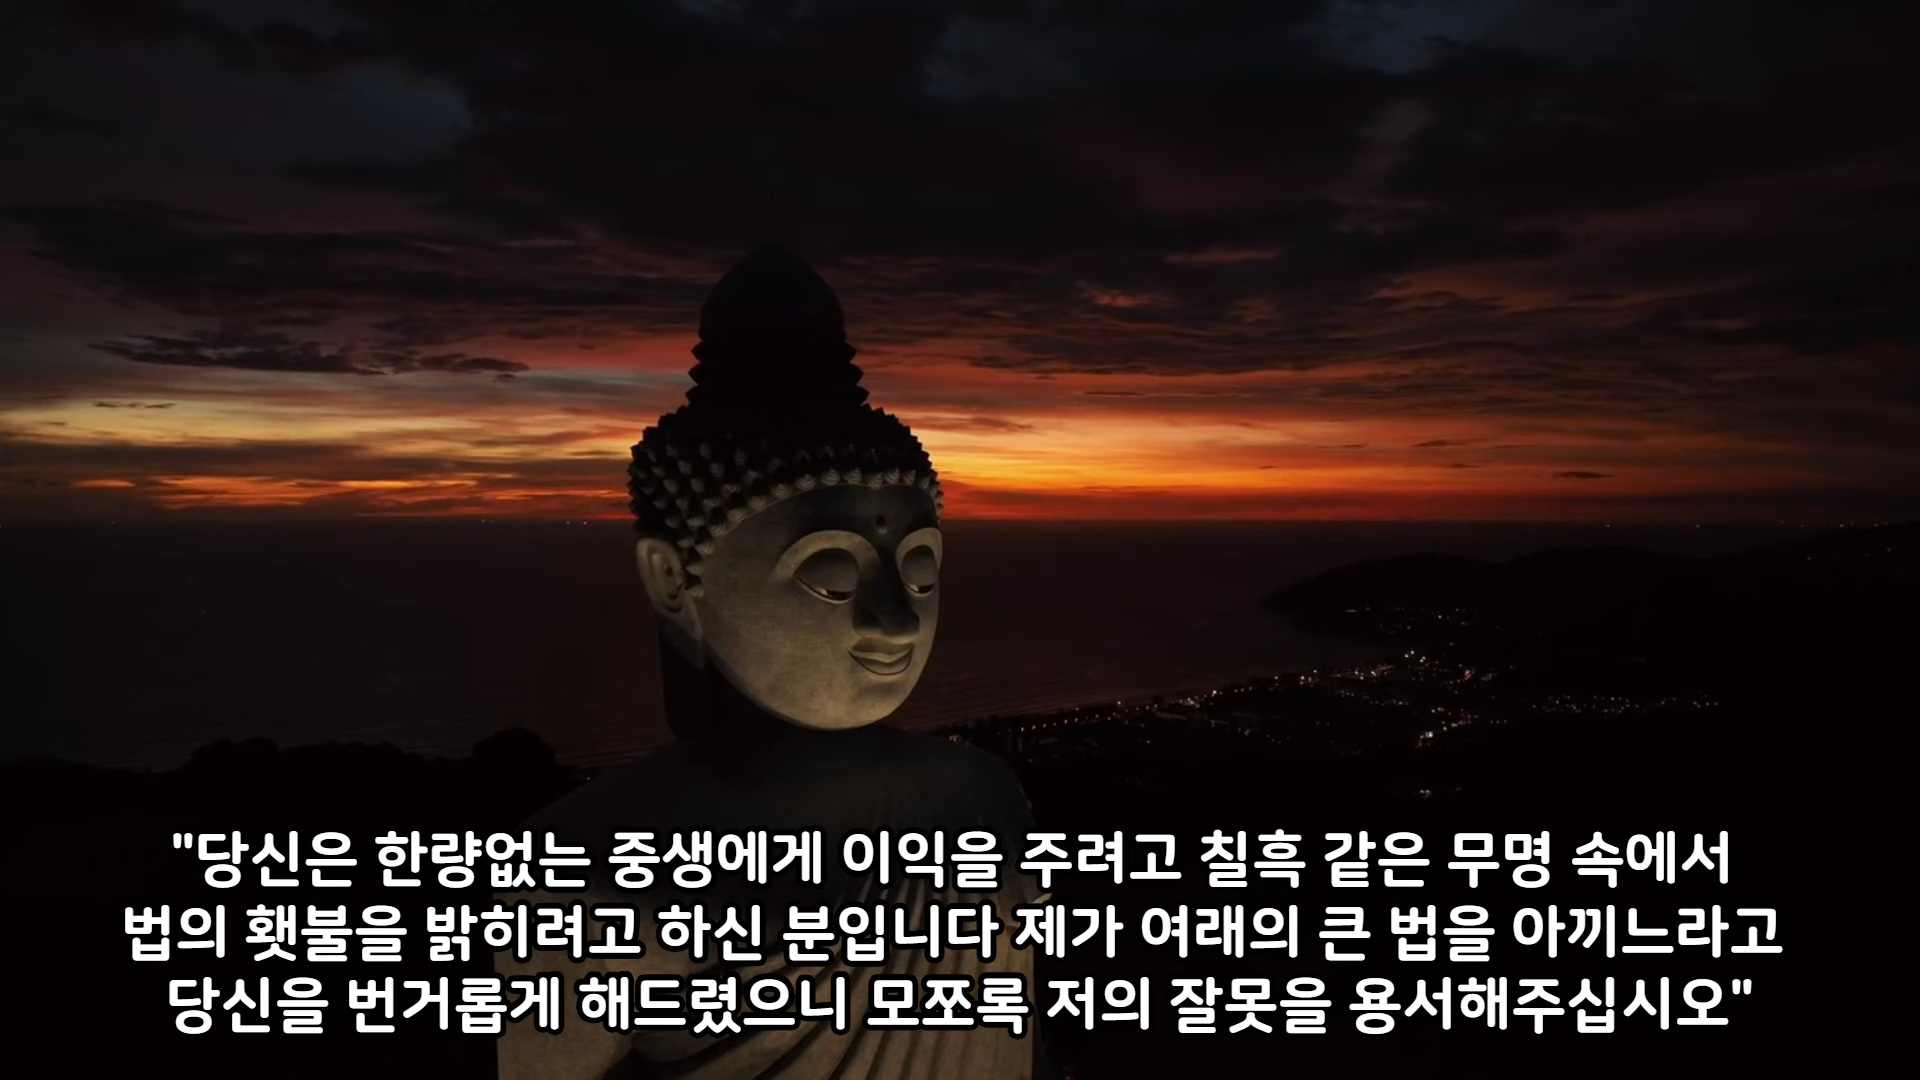 "당신은 한량없는 중생에게 이익을 주려고 칠흑 같은 무명 속에서
법의 횃불을 밝히려고 하신 분입니다 제가 여래의 큰 법을 아끼느라고
당신을 번거롭게 해드렸으니 모쪼록 저의 잘못을 용서해주십시오"